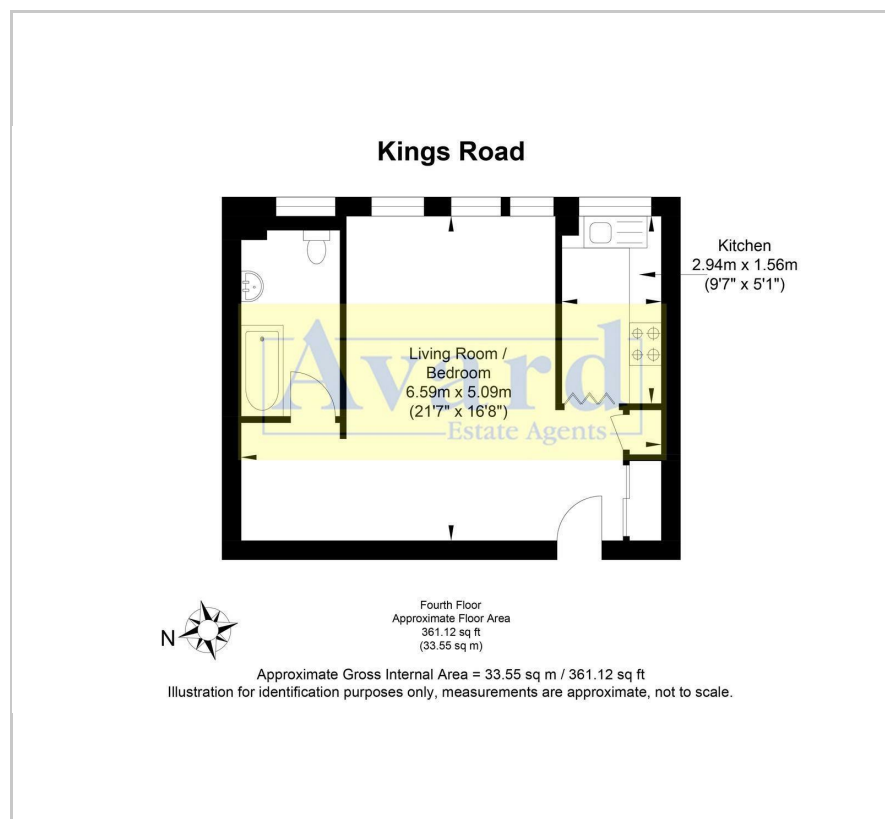 Kings Road
Kitchen
2.94m x 1.56m
(9'7" x 5'1")
Living Room /
Bedroom
6.59m x 5.09m
(21'7" x 16'8")
Avard
Estate Agents
N
Fourth Floor
Approximate Floor Area
361.12 sq ft
(33.55 sq m)
Approximate Gross Internal Area = 33.55 sq m / 361.12 sq ft
Illustration for identification purposes only, measurements are approximate, not to scale.